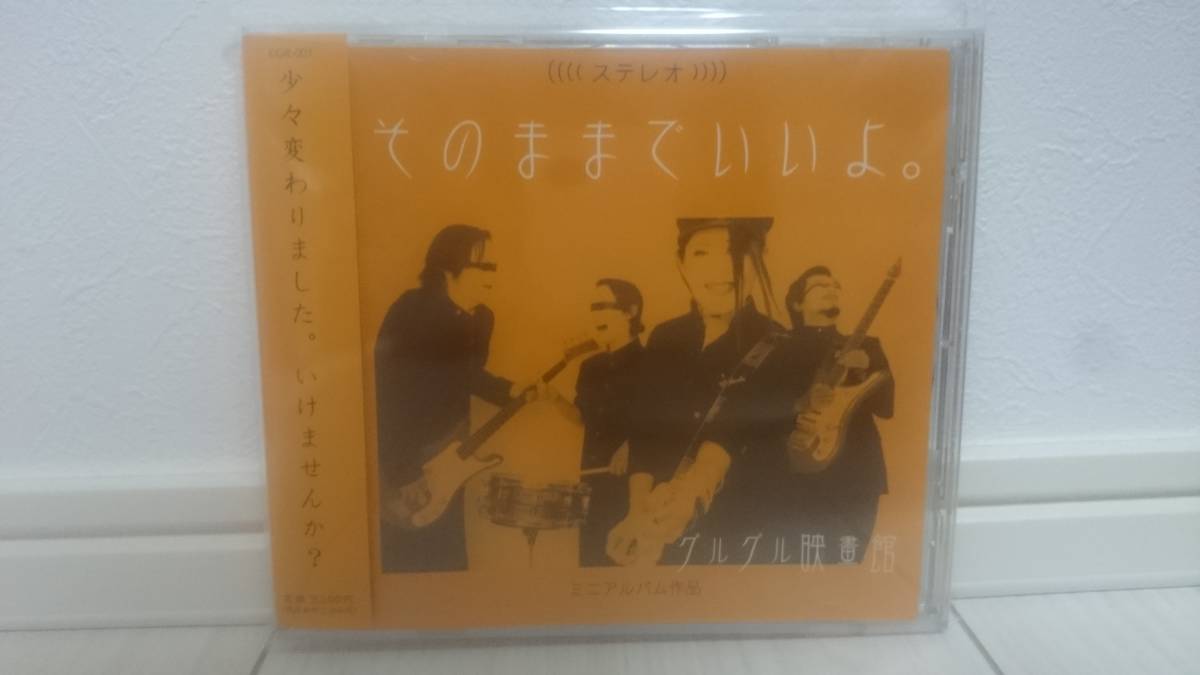 ((((ステレオ))))
そのままでいいよ。
グルグル映畫館
ミニアルバム作品
少々変わりました。いけませんか?